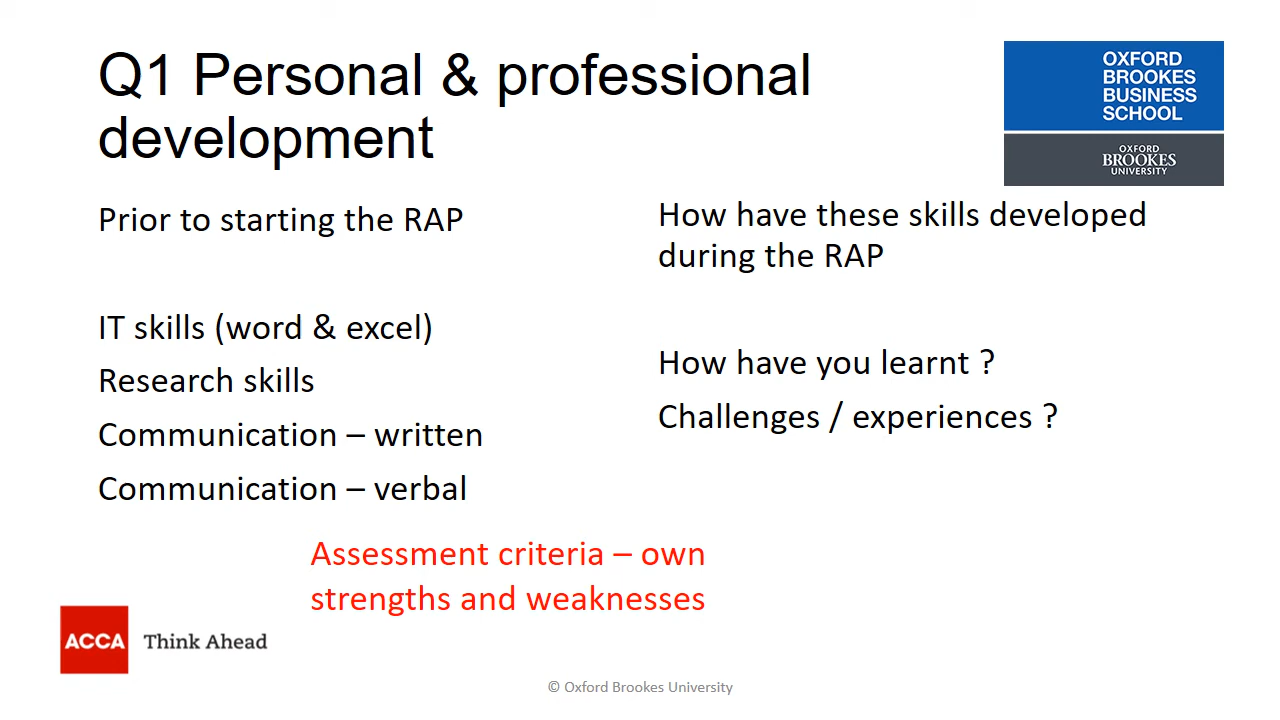 Q1 Personal & professional
development
OXFORD
BROOKES
BUSINESS
SCHOOL
OXFORD
BROOKES
UNIVERSITY
Prior to starting the RAP
IT skills (word & excel)
Research skills
Communication – written
Communication – verbal
How have these skills developed
during the RAP
How have you learnt ?
Challenges / experiences ?
Assessment criteria – own
strengths and weaknesses
ACCA Think Ahead
© Oxford Brookes University